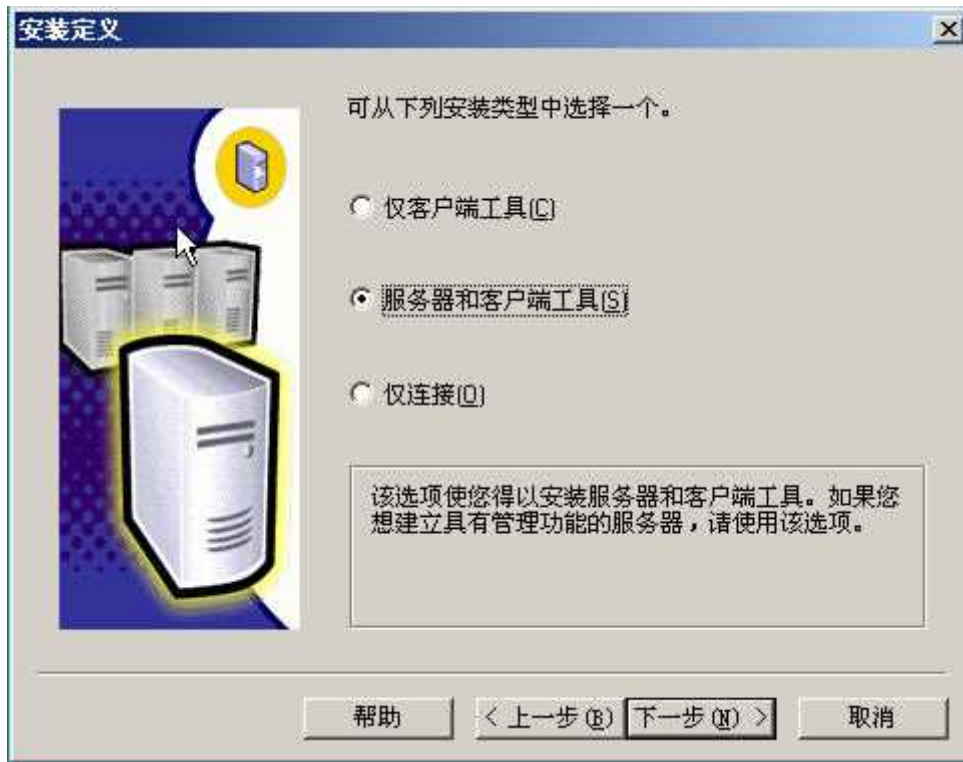 安装定义
可从下列安装类型中选择一个。
仅客户端工具(C)
服务器和客户端工具(S)
仅连接(O)
该选项使您得以安装服务器和客户端工具。如果您
想建立具有管理功能的服务器，请使用该选项。
帮助
< 上一步(B)
下一步(N) >
取消